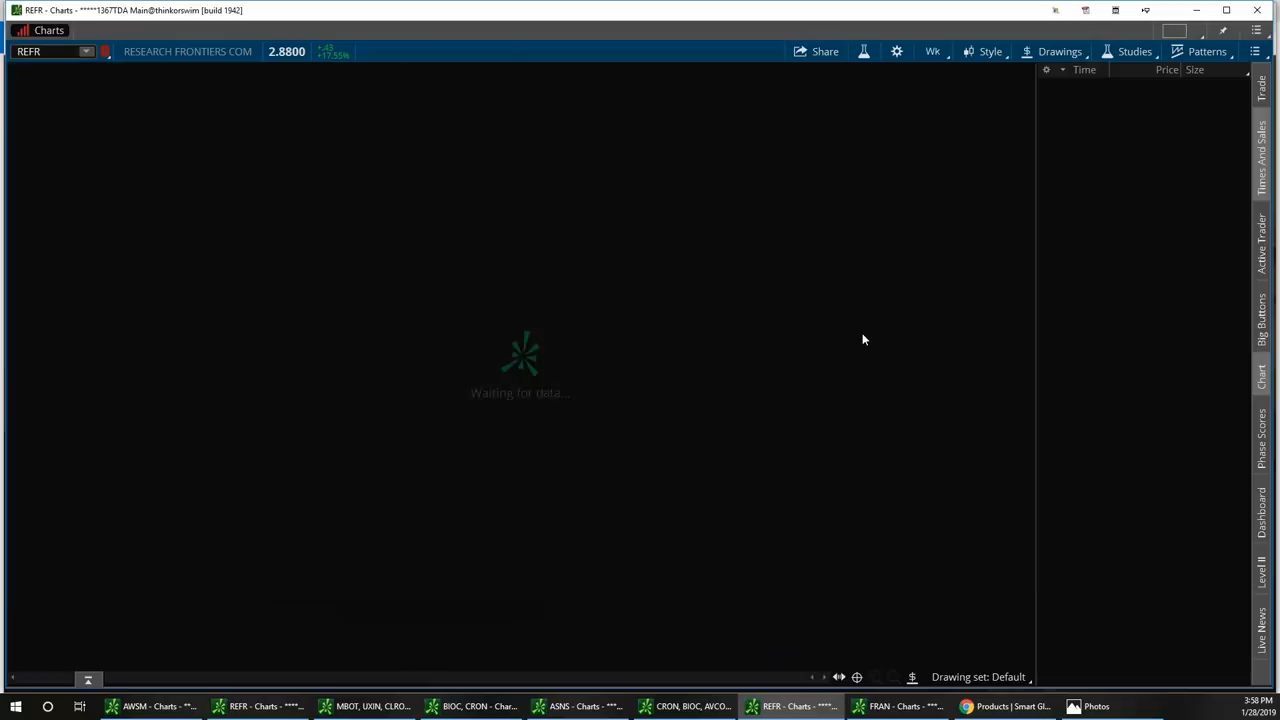 REFR - Charts - *****1367TDA Main@thinkorswim [build 1942]
Charts
REFR
RESEARCH FRONTIERS COM
2.8800
+.43
+17.55%
Share
Wk
Style
Drawings
Studies
Patterns
Time
Price
Size
Waiting for data...
Trade
Times And Sales
Active Trader
Big Buttons
Chart
Phase Scores
Dashboard
Level II
Live News
Drawing set: Default
AWSM - Charts - **...
REFR - Charts - ****...
MBOT, UXIN, CLRO...
BIOC, CRON - Char...
ASNS - Charts - ***...
CRON, BIOC, AVCO...
REFR - Charts - ****...
FRAN - Charts - ***...
Products | Smart Gl...
Photos
3:58 PM
1/28/2019